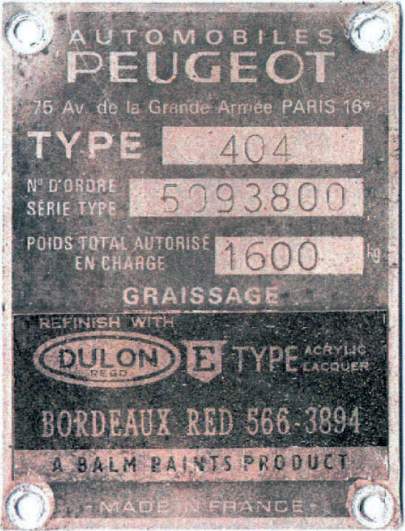 AUTOMOBILES
PEUGEOT
75 Av. de la Grande Armée PARIS 16e
TYPE 404
N° D'ORDRE
SERIE TYPE 5093800
POIDS TOTAL AUTORISÉ
EN CHARGE 1600 kg
GRAISSAGE
REFINISH WITH
DULON
REGD
E TYPE ACRYLIC
LACQUER
BORDEAUX RED 566-3894
A BALM PAINTS PRODUCT
- MADE IN FRANCE -